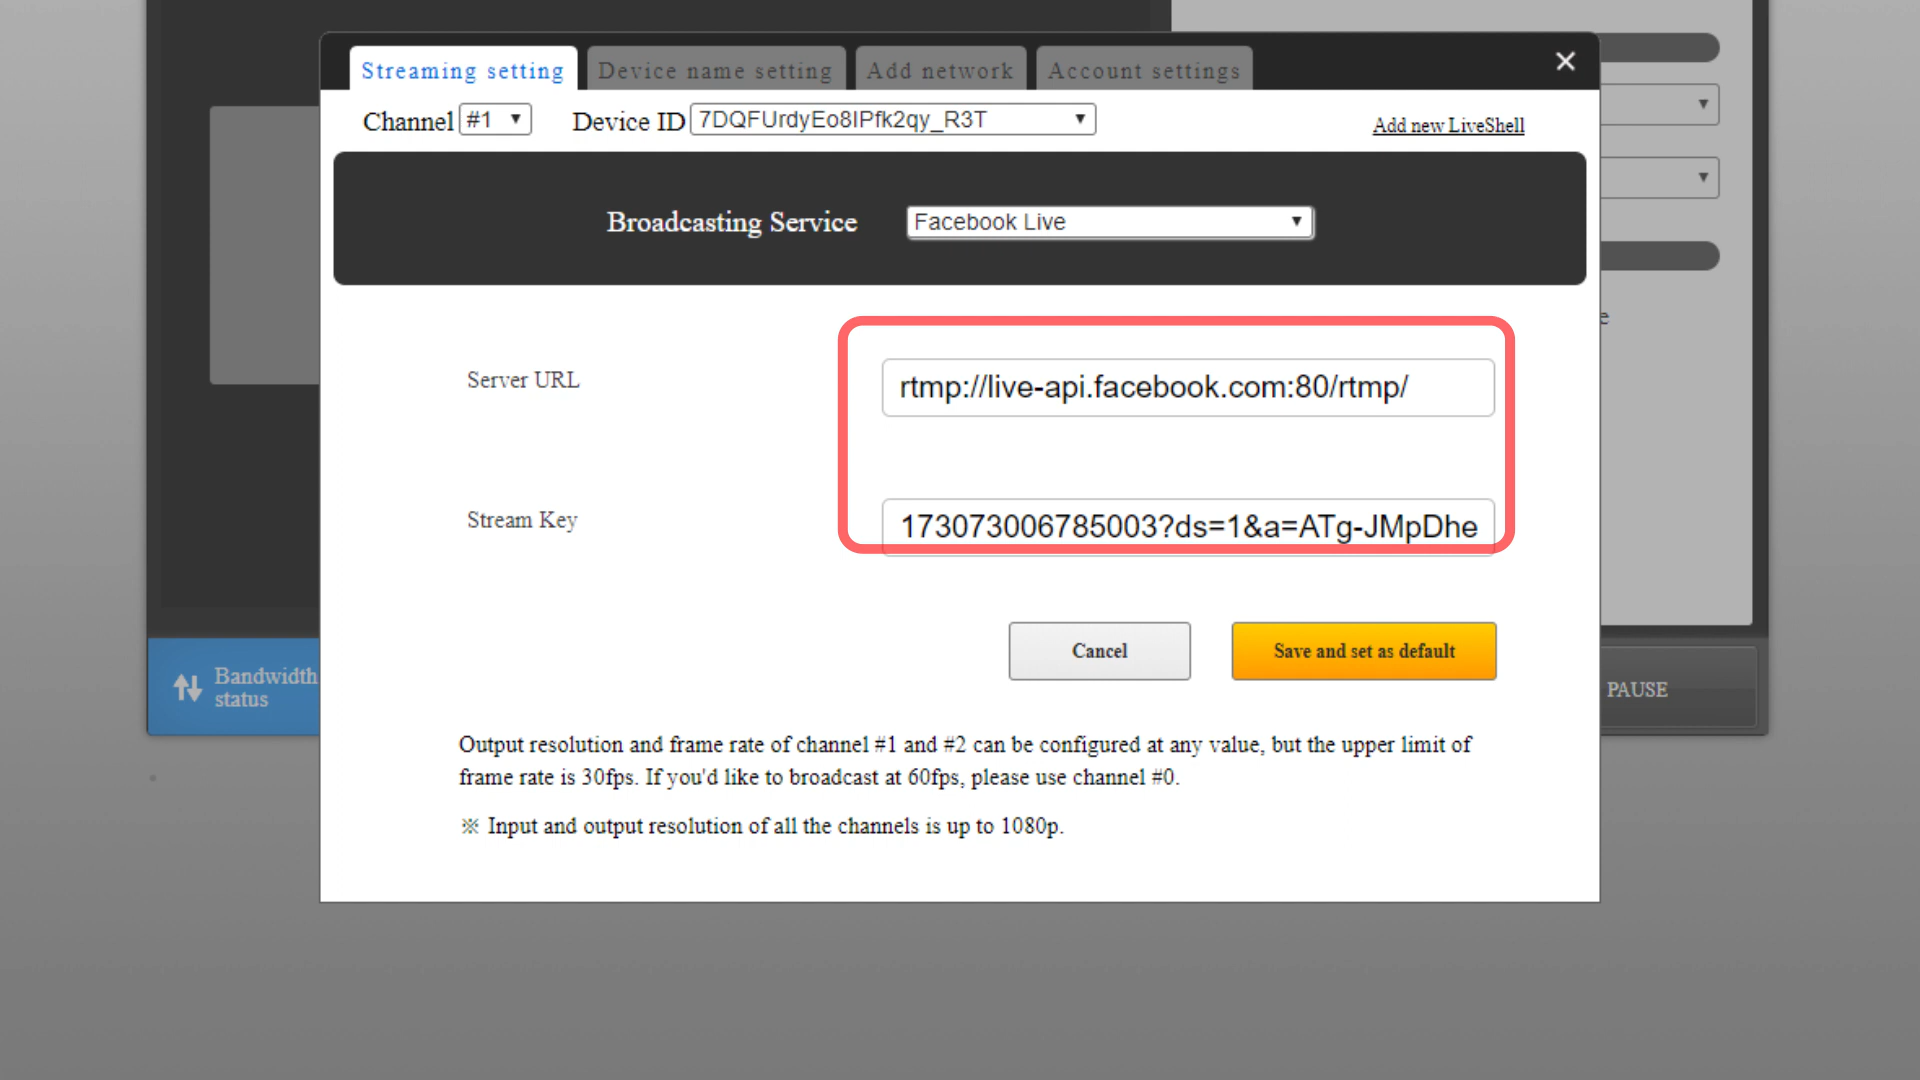 Streaming setting
Device name setting
Add network
Account settings
Channel #1
Device ID 7DQFUrdyEo8IPfk2qy_R3T
Add new LiveShell
Broadcasting Service
Facebook Live
Server URL
rtmp://live-api.facebook.com:80/rtmp/
Stream Key
173073006785003?ds=1&a=ATg-JMpDhe
Cancel
Save and set as default
Bandwidth
status
PAUSE
Output resolution and frame rate of channel #1 and #2 can be configured at any value, but the upper limit of
frame rate is 30fps. If you'd like to broadcast at 60fps, please use channel #0.
※ Input and output resolution of all the channels is up to 1080p.